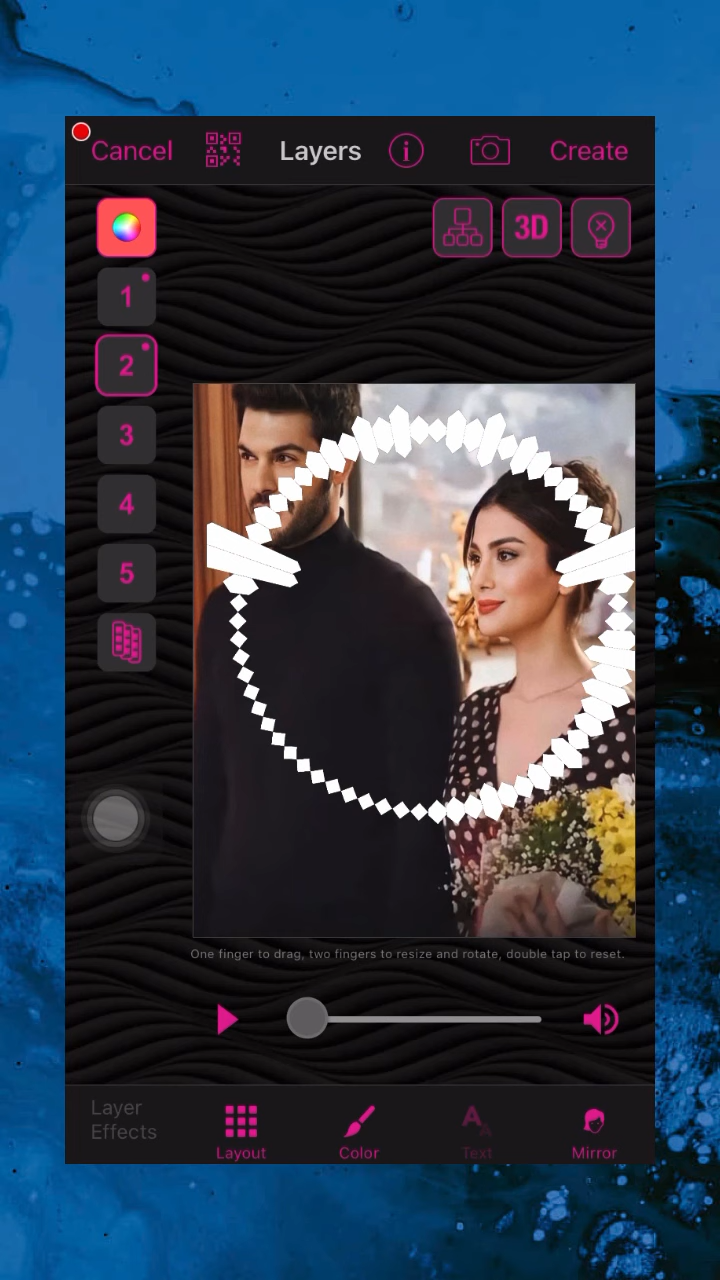 Cancel
Layers
i
Create
3D
1
2
3
4
5
One finger to drag, two fingers to resize and rotate, double tap to reset.
Layer
Effects
Layout
Color
AA
Text
Mirror